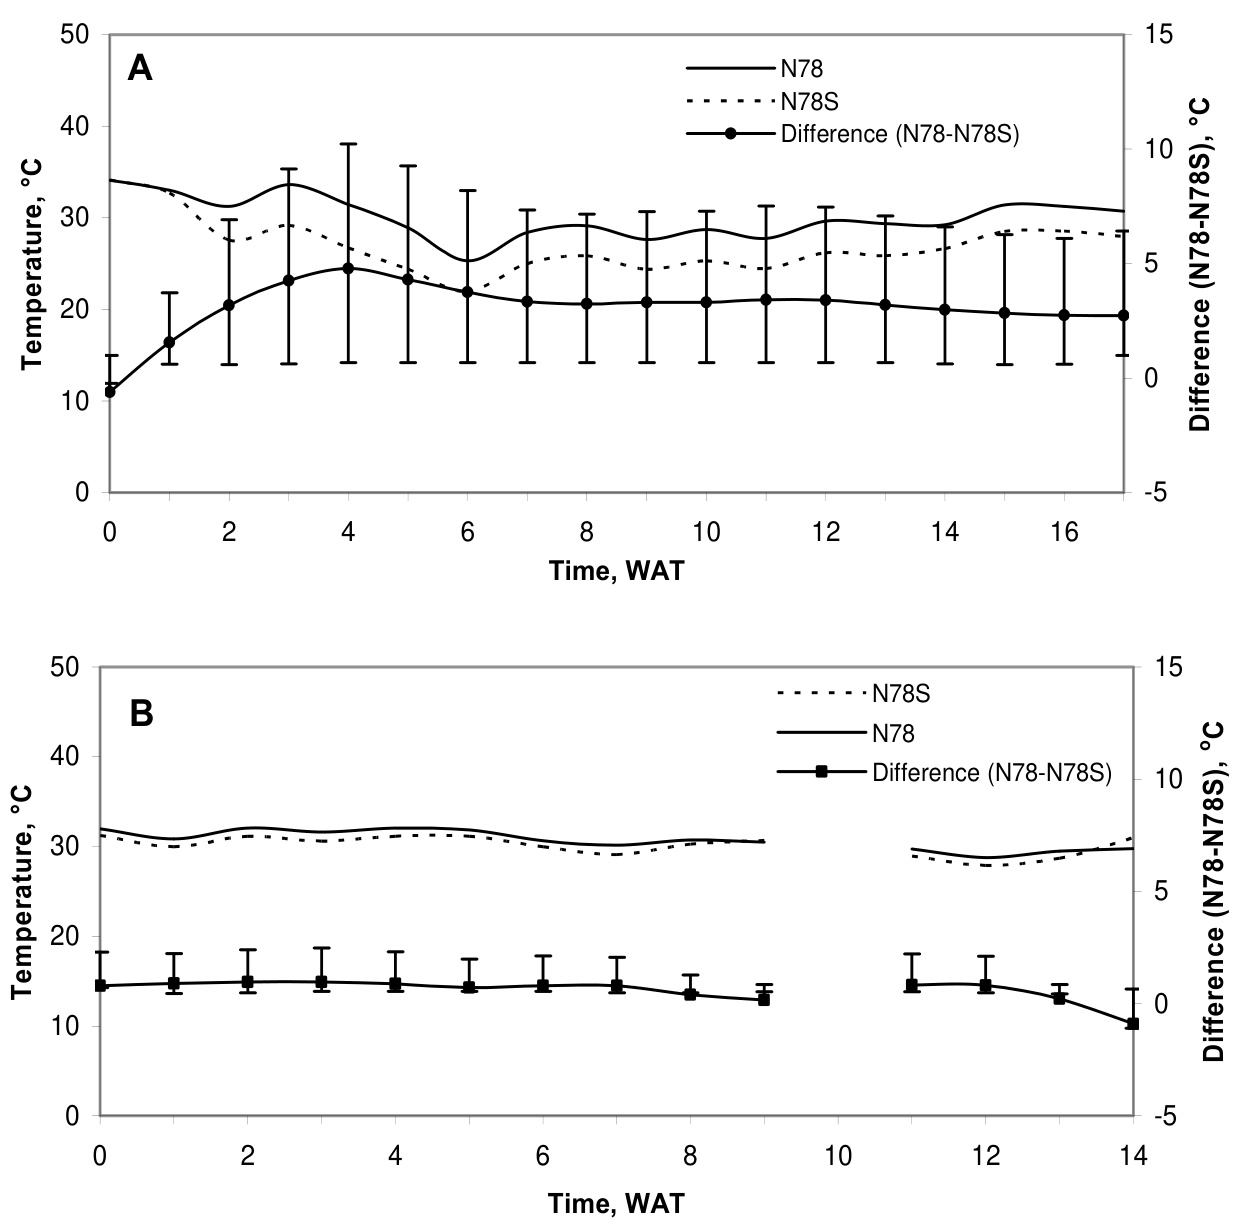 A
N78
N78S
Difference (N78-N78S)
50
40
30
20
10
0
Temperature, °C
15
10
5
0
-5
Difference (N78-N78S), °C
0 2 4 6 8 10 12 14 16
Time, WAT
B
N78S
N78
Difference (N78-N78S)
50
40
30
20
10
0
Temperature, °C
15
10
5
0
-5
Difference (N78-N78S), °C
0 2 4 6 8 10 12 14
Time, WAT